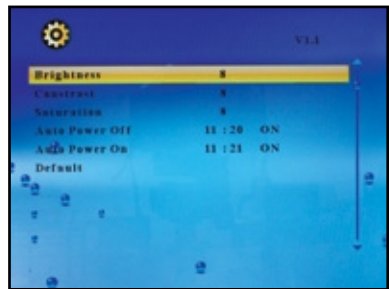 V1.1
Brightness 8
Constrast 8
Saturation 8
Auto Power Off 11 : 20 ON
Auto Power On 11 : 21 ON
Default